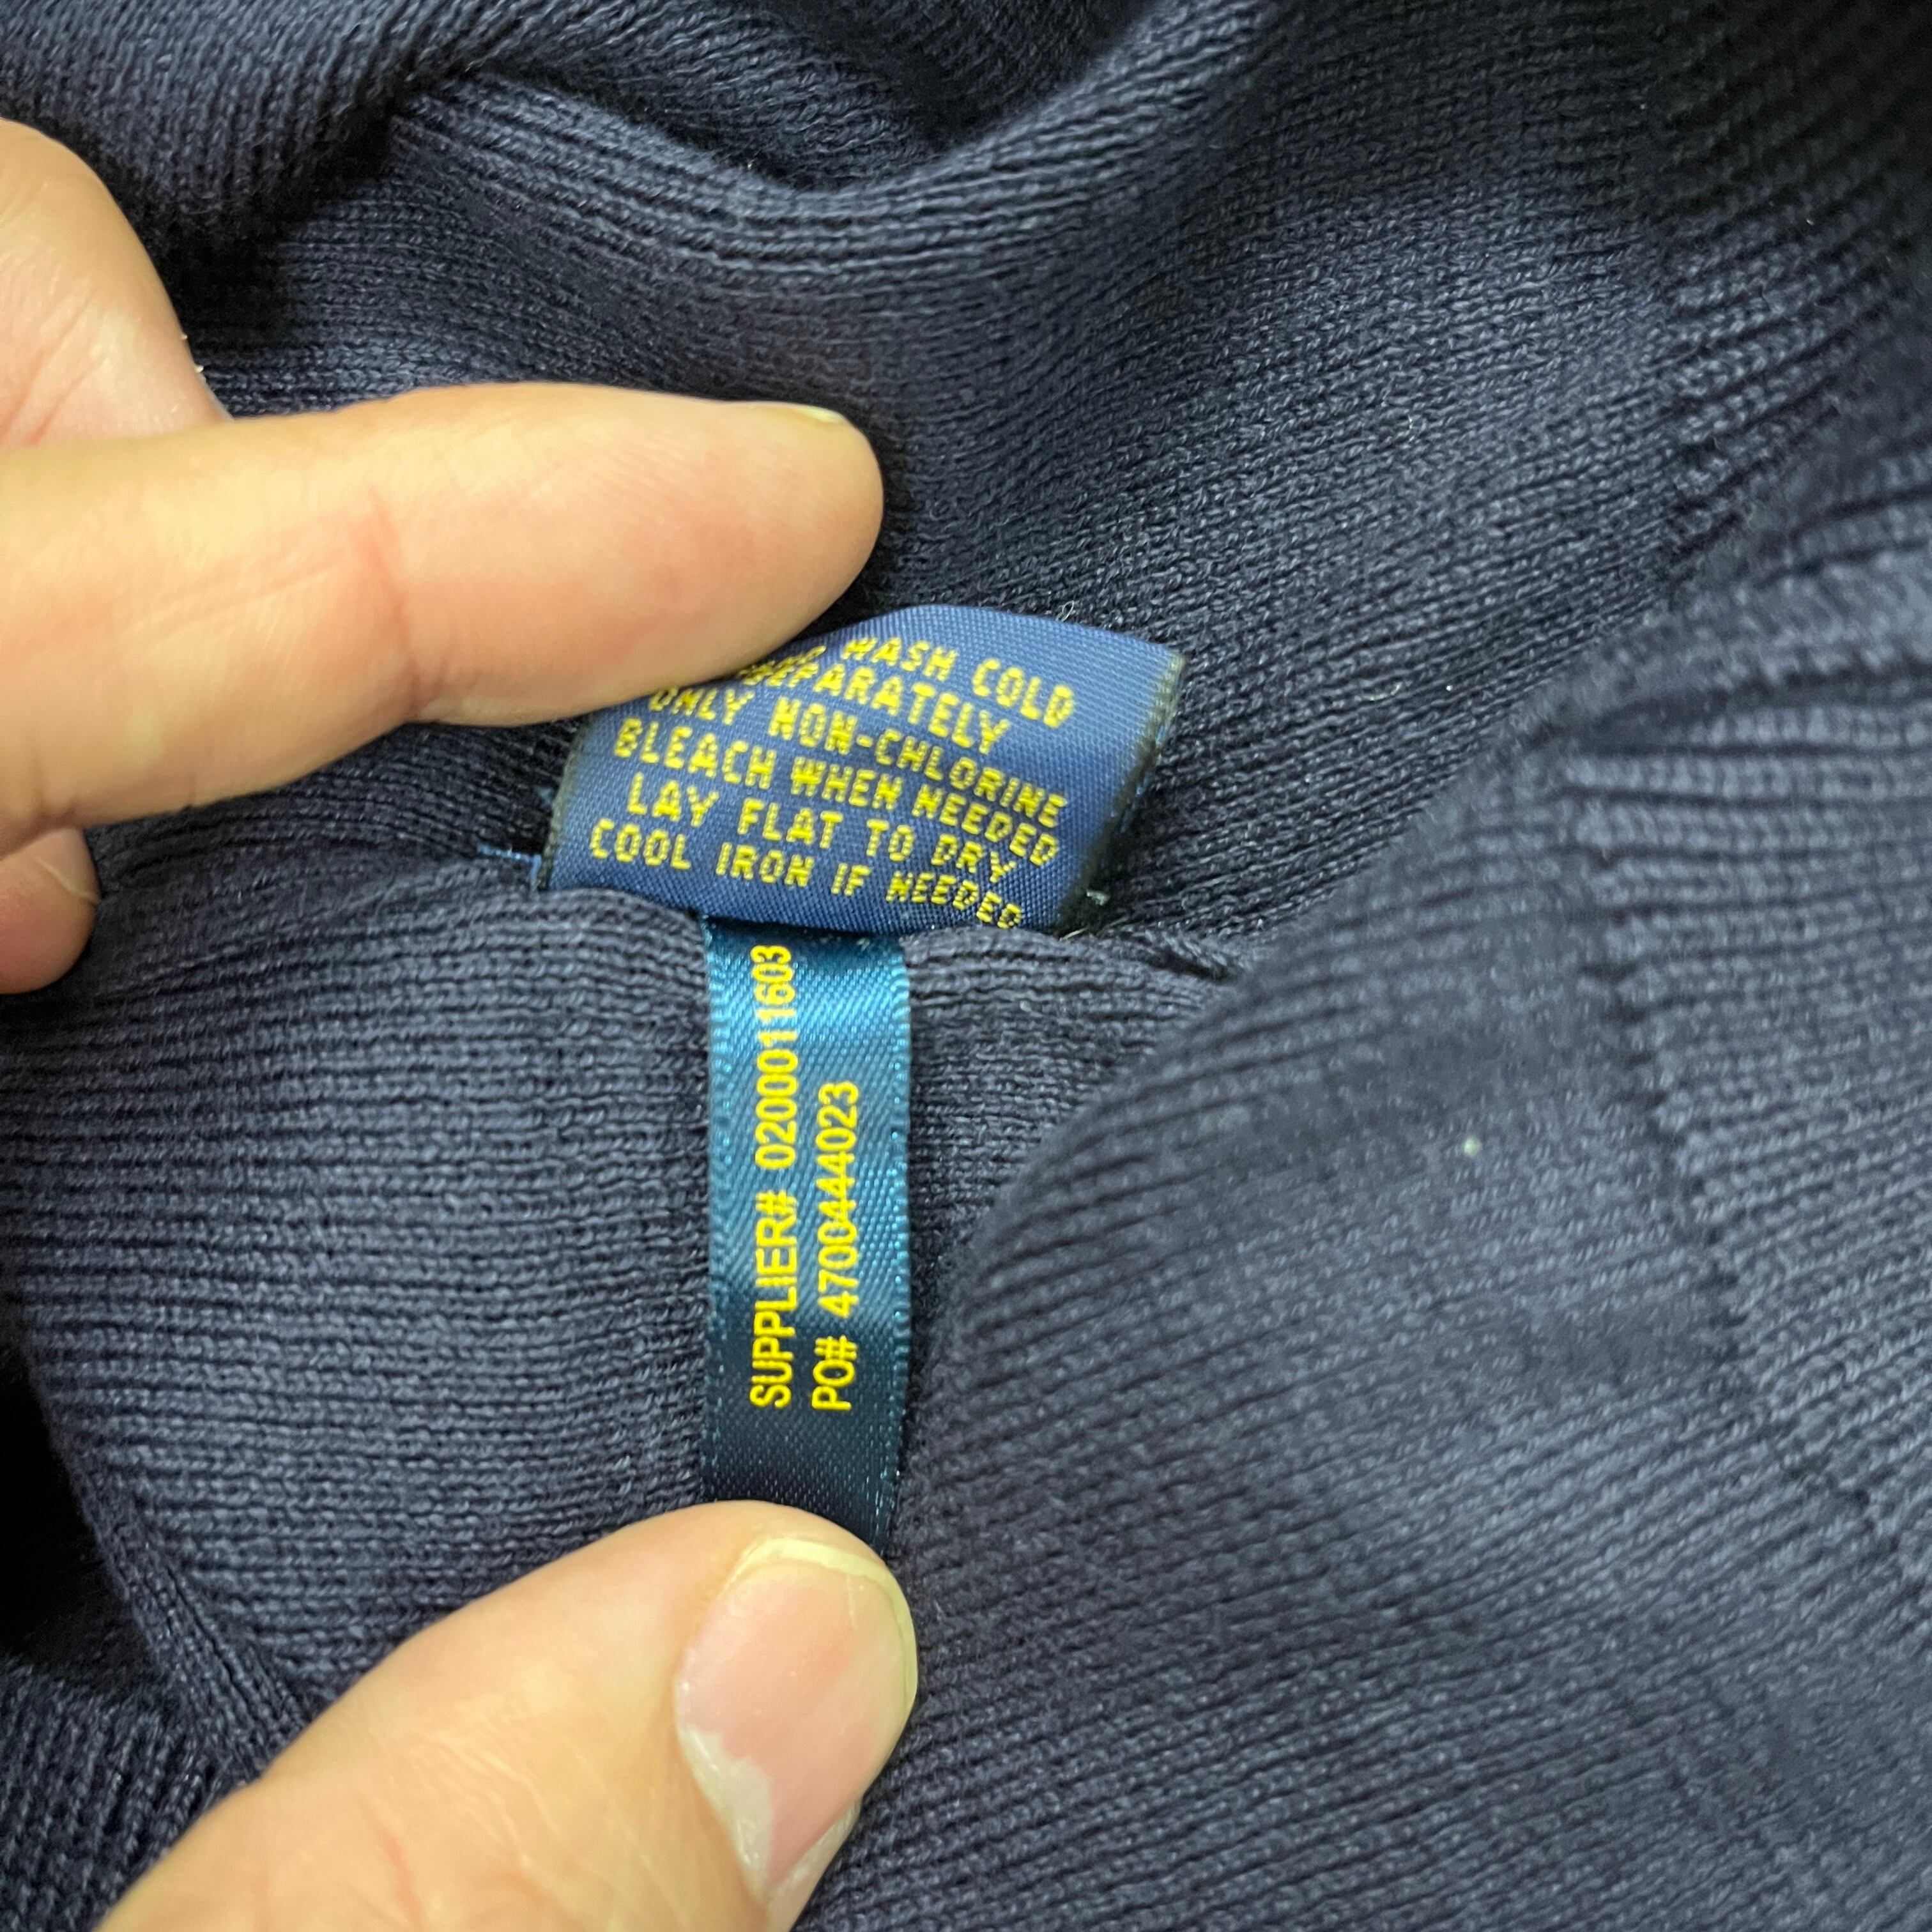 WASH COLD
SEPARATELY
ONLY NON-CHLORINE
BLEACH WHEN NEEDED
LAY FLAT TO DRY
COOL IRON IF NEEDED
SUPPLIER# 0200011603
PO# 4700444023